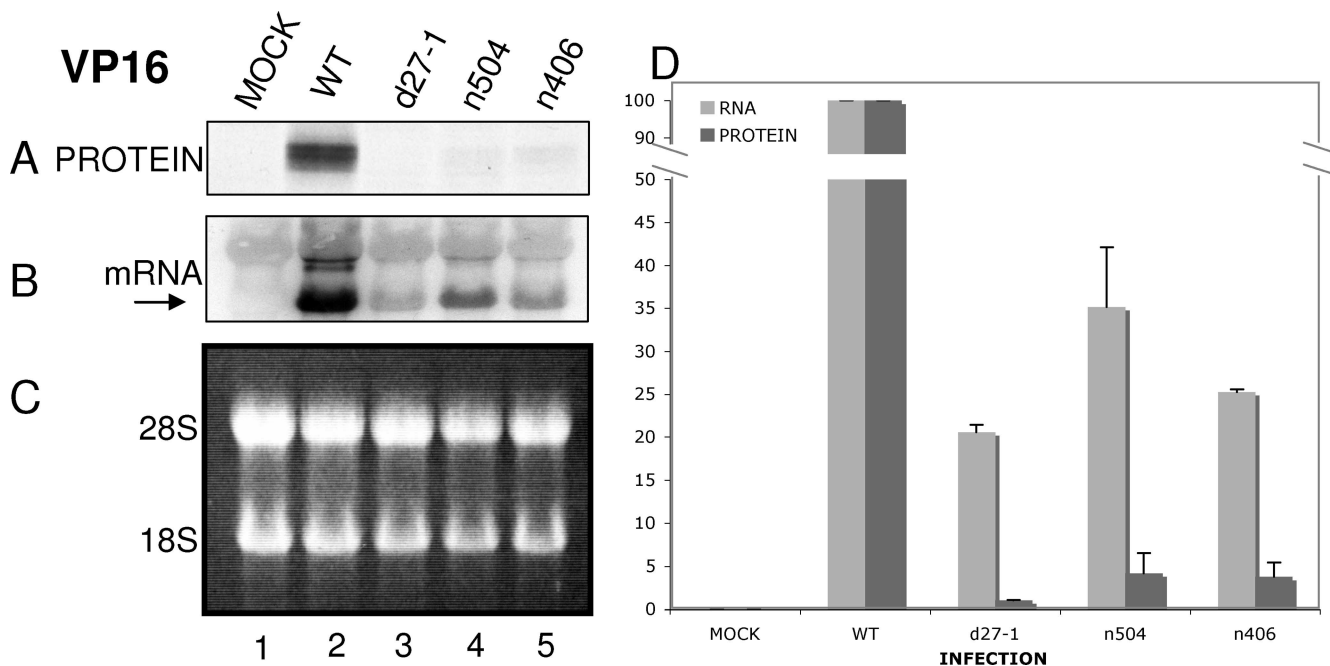 VP16
MOCK
WT
d27-1
n504
n406
A PROTEIN
B mRNA
C
28S
18S
1 2 3 4 5
D
RNA
PROTEIN
100
90
50
45
40
35
30
25
20
15
10
5
0
MOCK WT d27-1 n504 n406
INFECTION